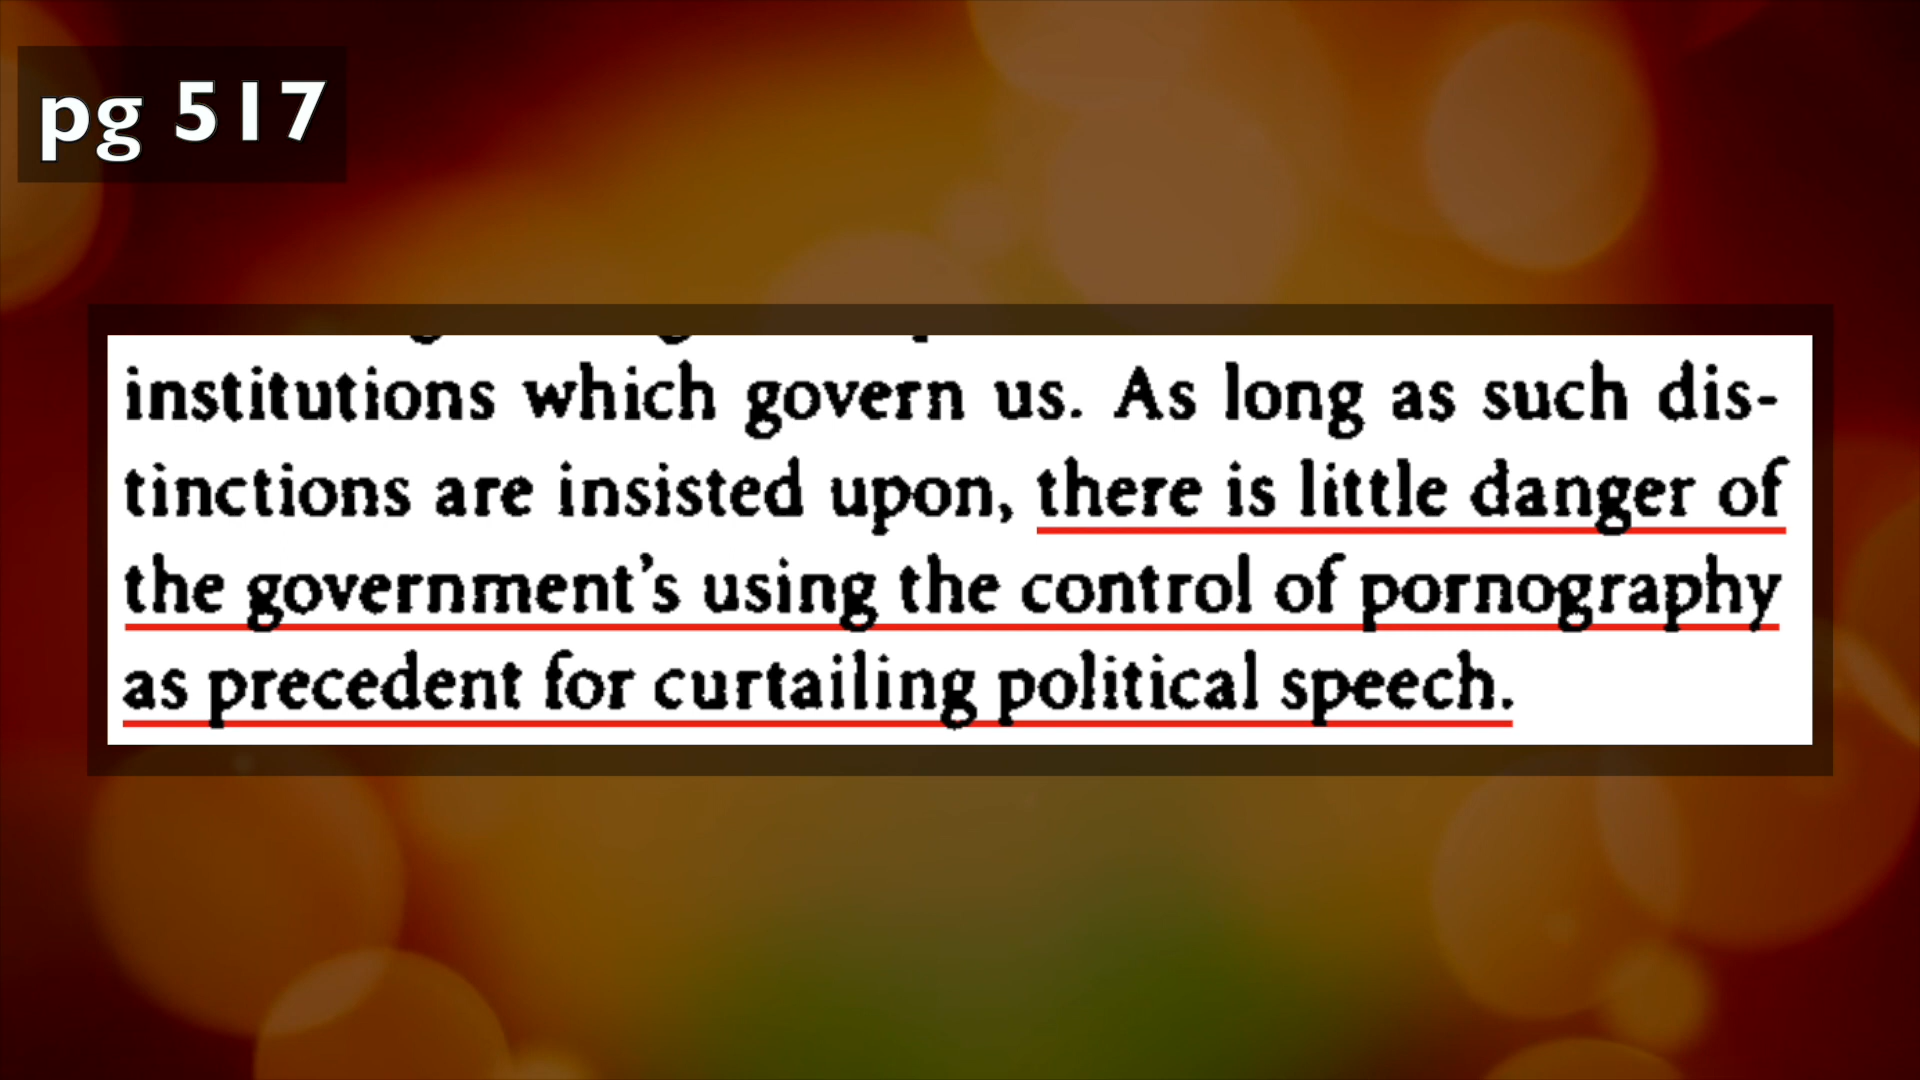 pg 517
institutions which govern us. As long as such dis-
tinctions are insisted upon, there is little danger of
the government's using the control of pornography
as precedent for curtailing political speech.